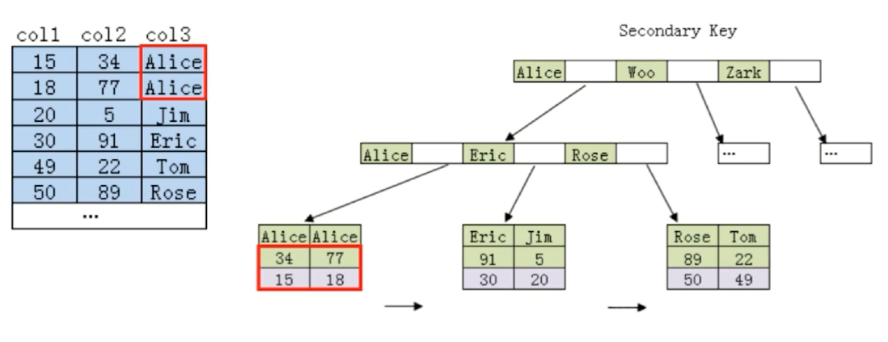 col1 col2 col3
15 34 Alice
18 77 Alice
20 5 Jim
30 91 Eric
49 22 Tom
50 89 Rose
...
Secondary Key
Alice Woo Zark
Alice Eric Rose
...
...
Alice Alice
34 77
15 18
Eric Jim
91 5
30 20
Rose Tom
89 22
50 49